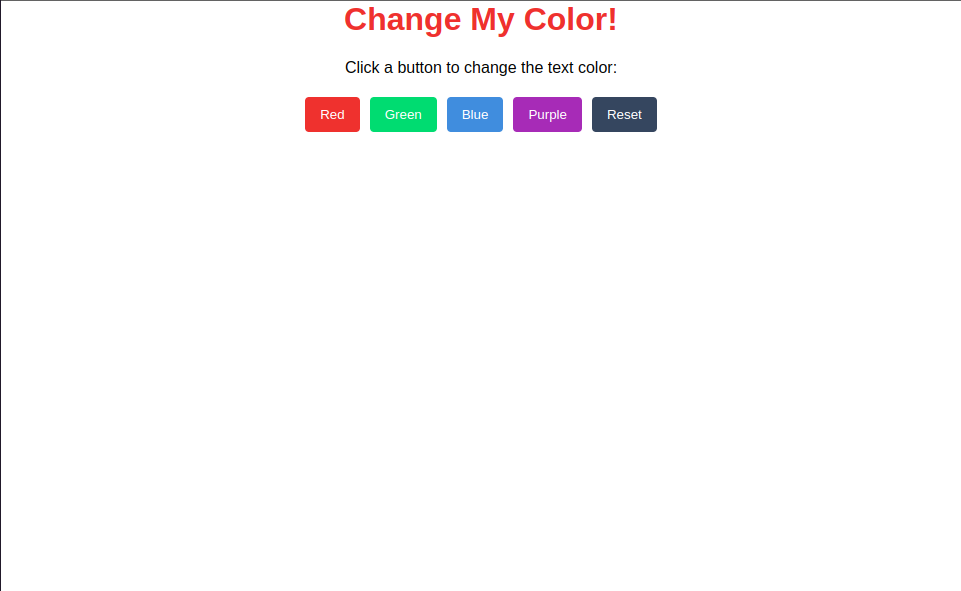 Change My Color!
Click a button to change the text color:
Red Green Blue Purple Reset